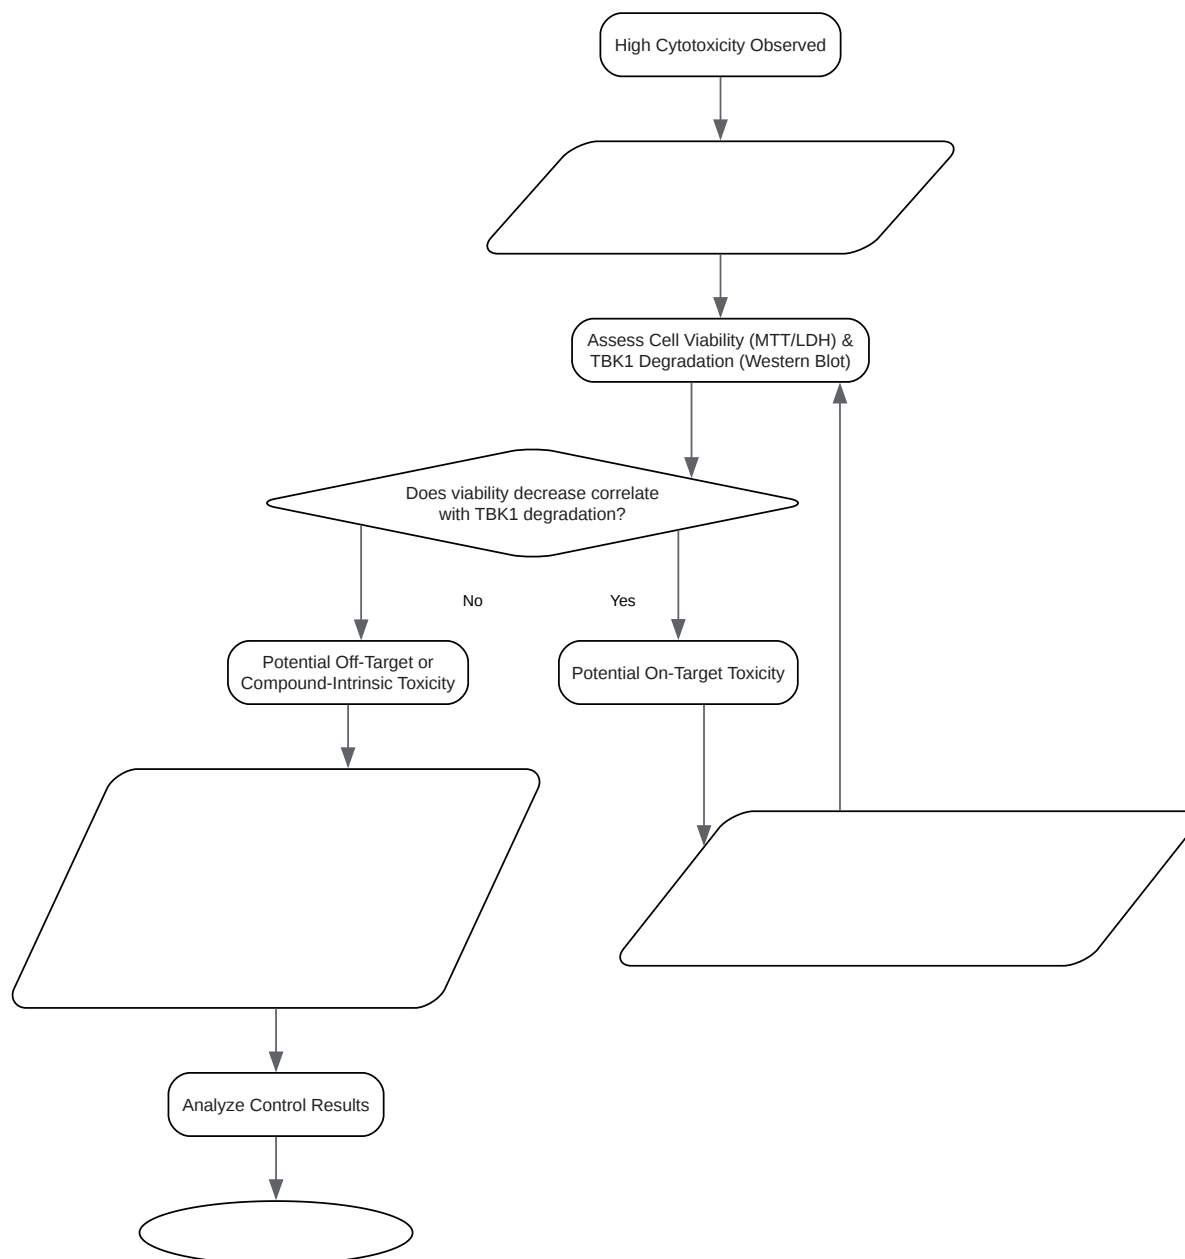 High Cytotoxicity Observed
Assess Cell Viability (MTT/LDH) &
TBK1 Degradation (Western Blot)
Does viability decrease correlate
with TBK1 degradation?
No
Yes
Potential Off-Target or
Compound-Intrinsic Toxicity
Potential On-Target Toxicity
Analyze Control Results